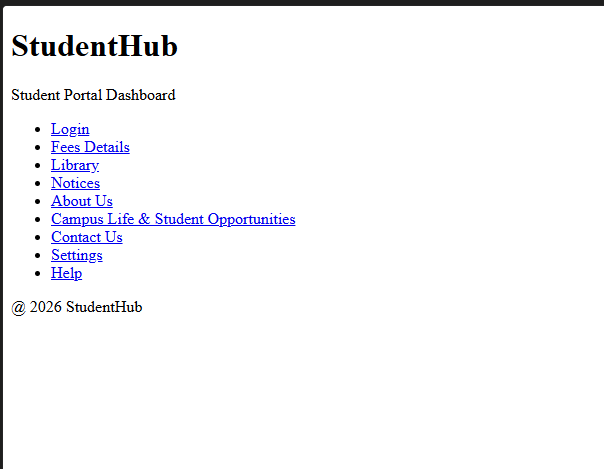 StudentHub
Student Portal Dashboard
Login
Fees Details
Library
Notices
About Us
Campus Life & Student Opportunities
Contact Us
Settings
Help
@ 2026 StudentHub